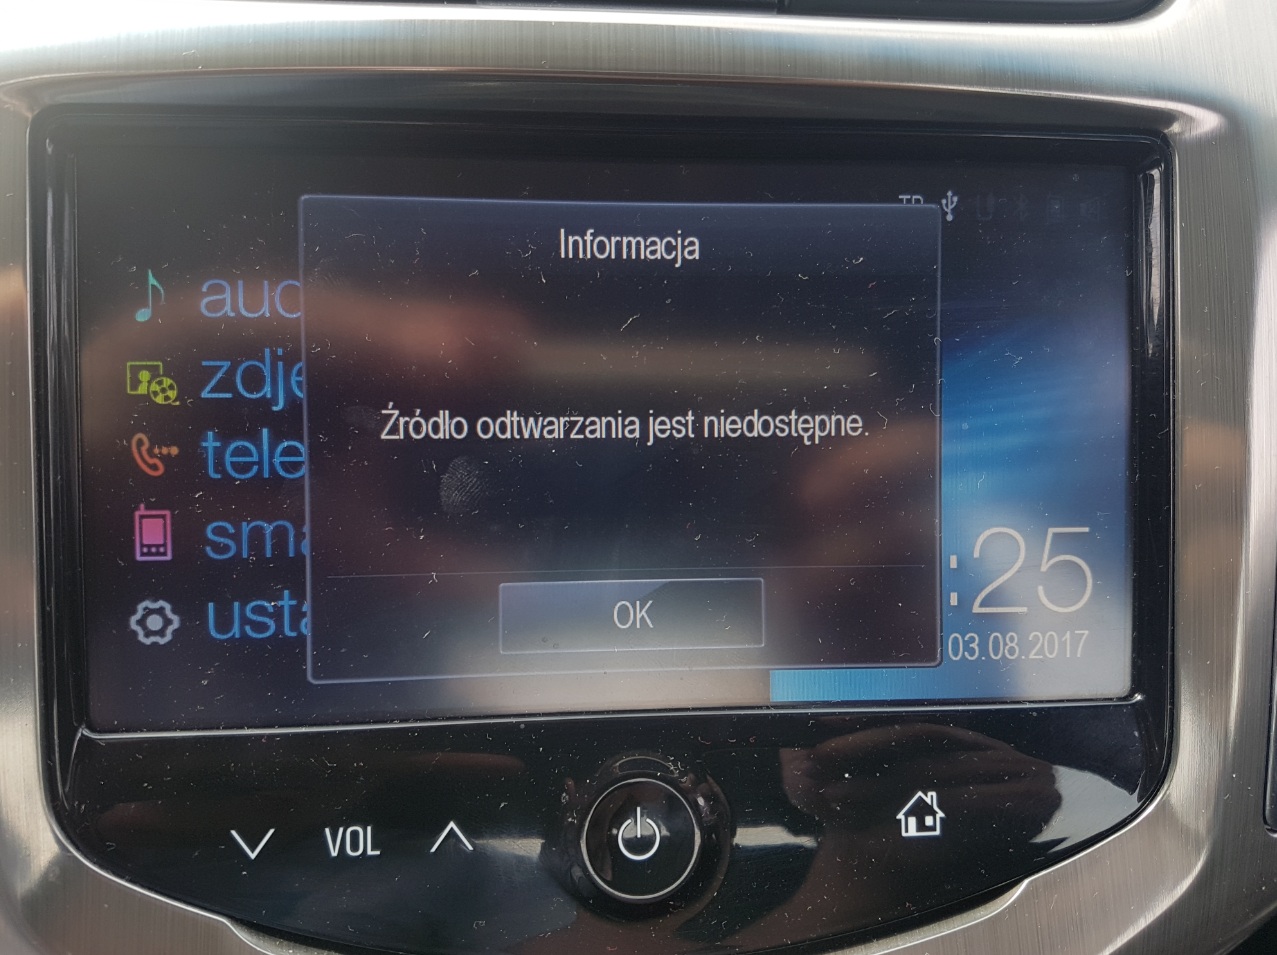 Informacja
Źródło odtwarzania jest niedostępne.
OK
:25
03.08.2017
VOL